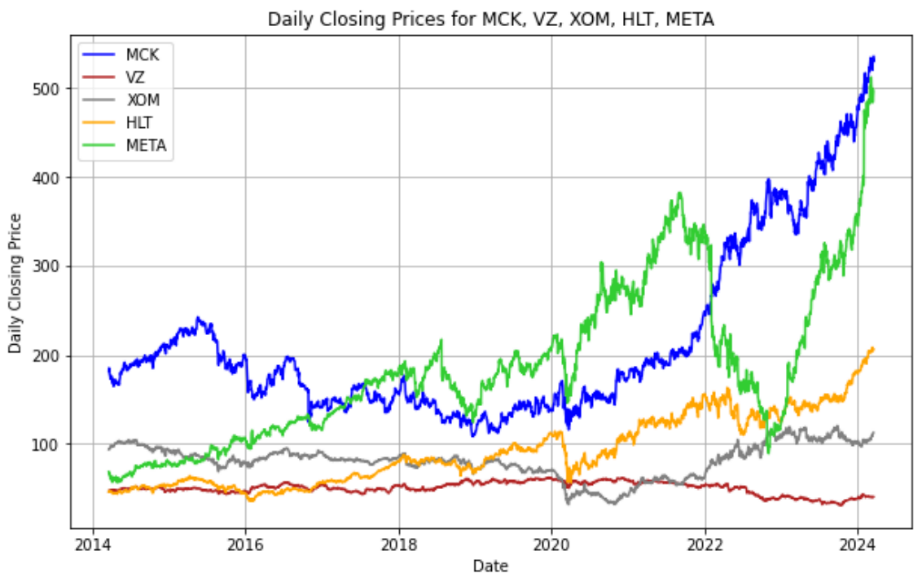 Daily Closing Prices for MCK, VZ, XOM, HLT, META
MCK
VZ
XOM
HLT
META
Daily Closing Price
500
400
300
200
100
2014
2016
2018
2020
2022
2024
Date